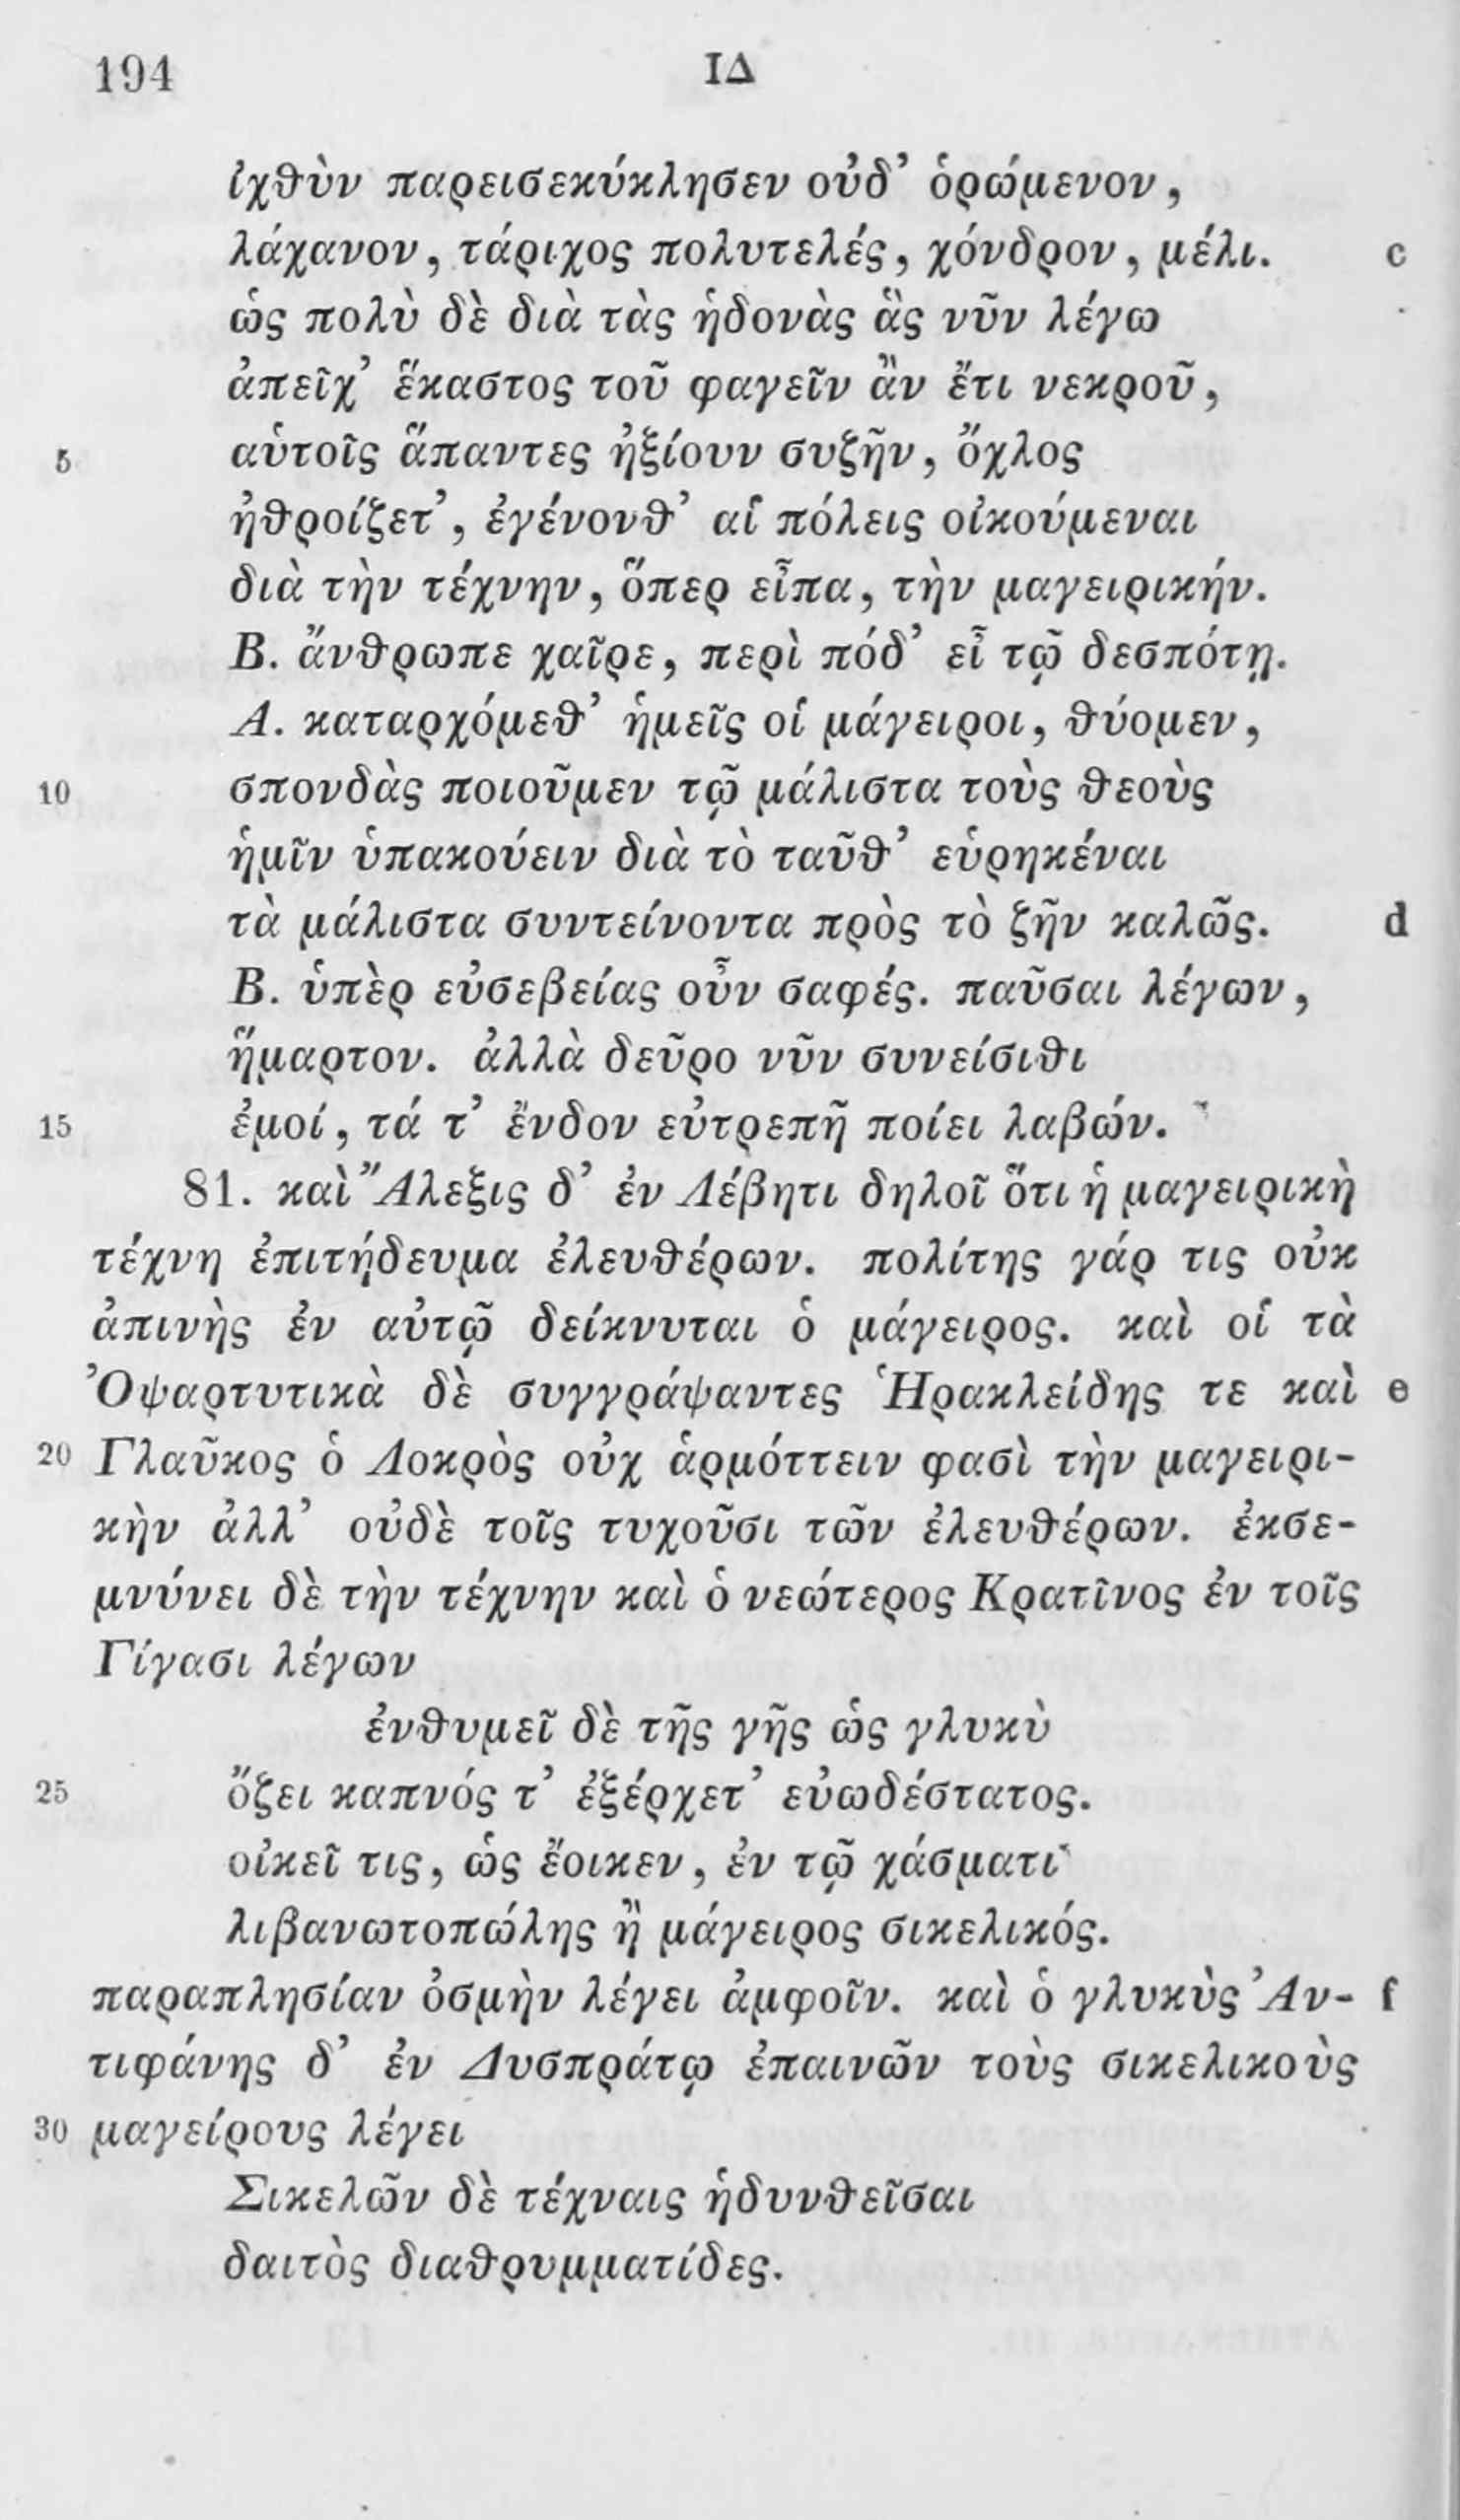 194 ΙΔ
ἰχθὺν παρεισεκύκλησεν οὐδ’ ὁρώμενον,
λάχανον, τάριχος πολυτελές, χόνδρον, μέλι. c
ὡς πολὺ δὲ διὰ τὰς ἡδονὰς ἃς νῦν λέγω
ἀπεῖχ’ ἕκαστος τοῦ φαγεῖν ἂν ἔτι νεκροῦ,
5 αὑτοῖς ἅπαντες ἠξίουν συζῆν, ὄχλος
ἠθροίζετ’, ἐγένονθ’ αἱ πόλεις οἰκούμεναι
διὰ τὴν τέχνην, ὅπερ εἶπα, τὴν μαγειρικήν.
Β. ἄνθρωπε χαῖρε, περὶ πόδ’ εἶ τῷ δεσπότῃ.
Α. καταρχόμεθ’ ἡμεῖς οἱ μάγειροι, θύομεν,
10 σπονδὰς ποιοῦμεν τῷ μάλιστα τοὺς θεοὺς
ἡμῖν ὑπακούειν διὰ τὸ ταῦθ’ εὑρηκέναι
τὰ μάλιστα συντείνοντα πρὸς τὸ ζῆν καλῶς. d
Β. ὑπὲρ εὐσεβείας οὖν σαφές. παῦσαι λέγων,
ἥμαρτον. ἀλλὰ δεῦρο νῦν συνείσιθι
15 ἐμοί, τά τ’ ἔνδον εὐτρεπῆ ποίει λαβών.
81. καὶ Ἄλεξις δ’ ἐν Λέβητι δηλοῖ ὅτι ἡ μαγειρικὴ
τέχνη ἐπιτήδευμα ἐλευθέρων. πολίτης γάρ τις οὐκ
ἀπινὴς ἐν αὐτῷ δείκνυται ὁ μάγειρος. καὶ οἱ τὰ
Ὀψαρτυτικὰ δὲ συγγράψαντες Ἡρακλείδης τε καὶ e
20 Γλαῦκος ὁ Λοκρὸς οὐχ ἁρμόττειν φασὶ τὴν μαγειρι-
κὴν ἀλλ’ οὐδὲ τοῖς τυχοῦσι τῶν ἐλευθέρων. ἐκσε-
μνύνει δὲ τὴν τέχνην καὶ ὁ νεώτερος Κρατῖνος ἐν τοῖς
Γίγασι λέγων
ἐνθυμεῖ δὲ τῆς γῆς ὡς γλυκὺ
25 ὄζει καπνός τ’ ἐξέρχετ’ εὐωδέστατος.
οἰκεῖ τις, ὡς ἔοικεν, ἐν τῷ χάσματι
λιβανωτοπώλης ἢ μάγειρος σικελικός.
παραπλησίαν ὀσμὴν λέγει ἀμφοῖν. καὶ ὁ γλυκὺς Ἀν- f
τιφάνης δ’ ἐν Δυσπράτῳ ἐπαινῶν τοὺς σικελικοὺς
30 μαγείρους λέγει
Σικελῶν δὲ τέχναις ἡδυνθεῖσαι
δαιτὸς διαθρυμματίδες.